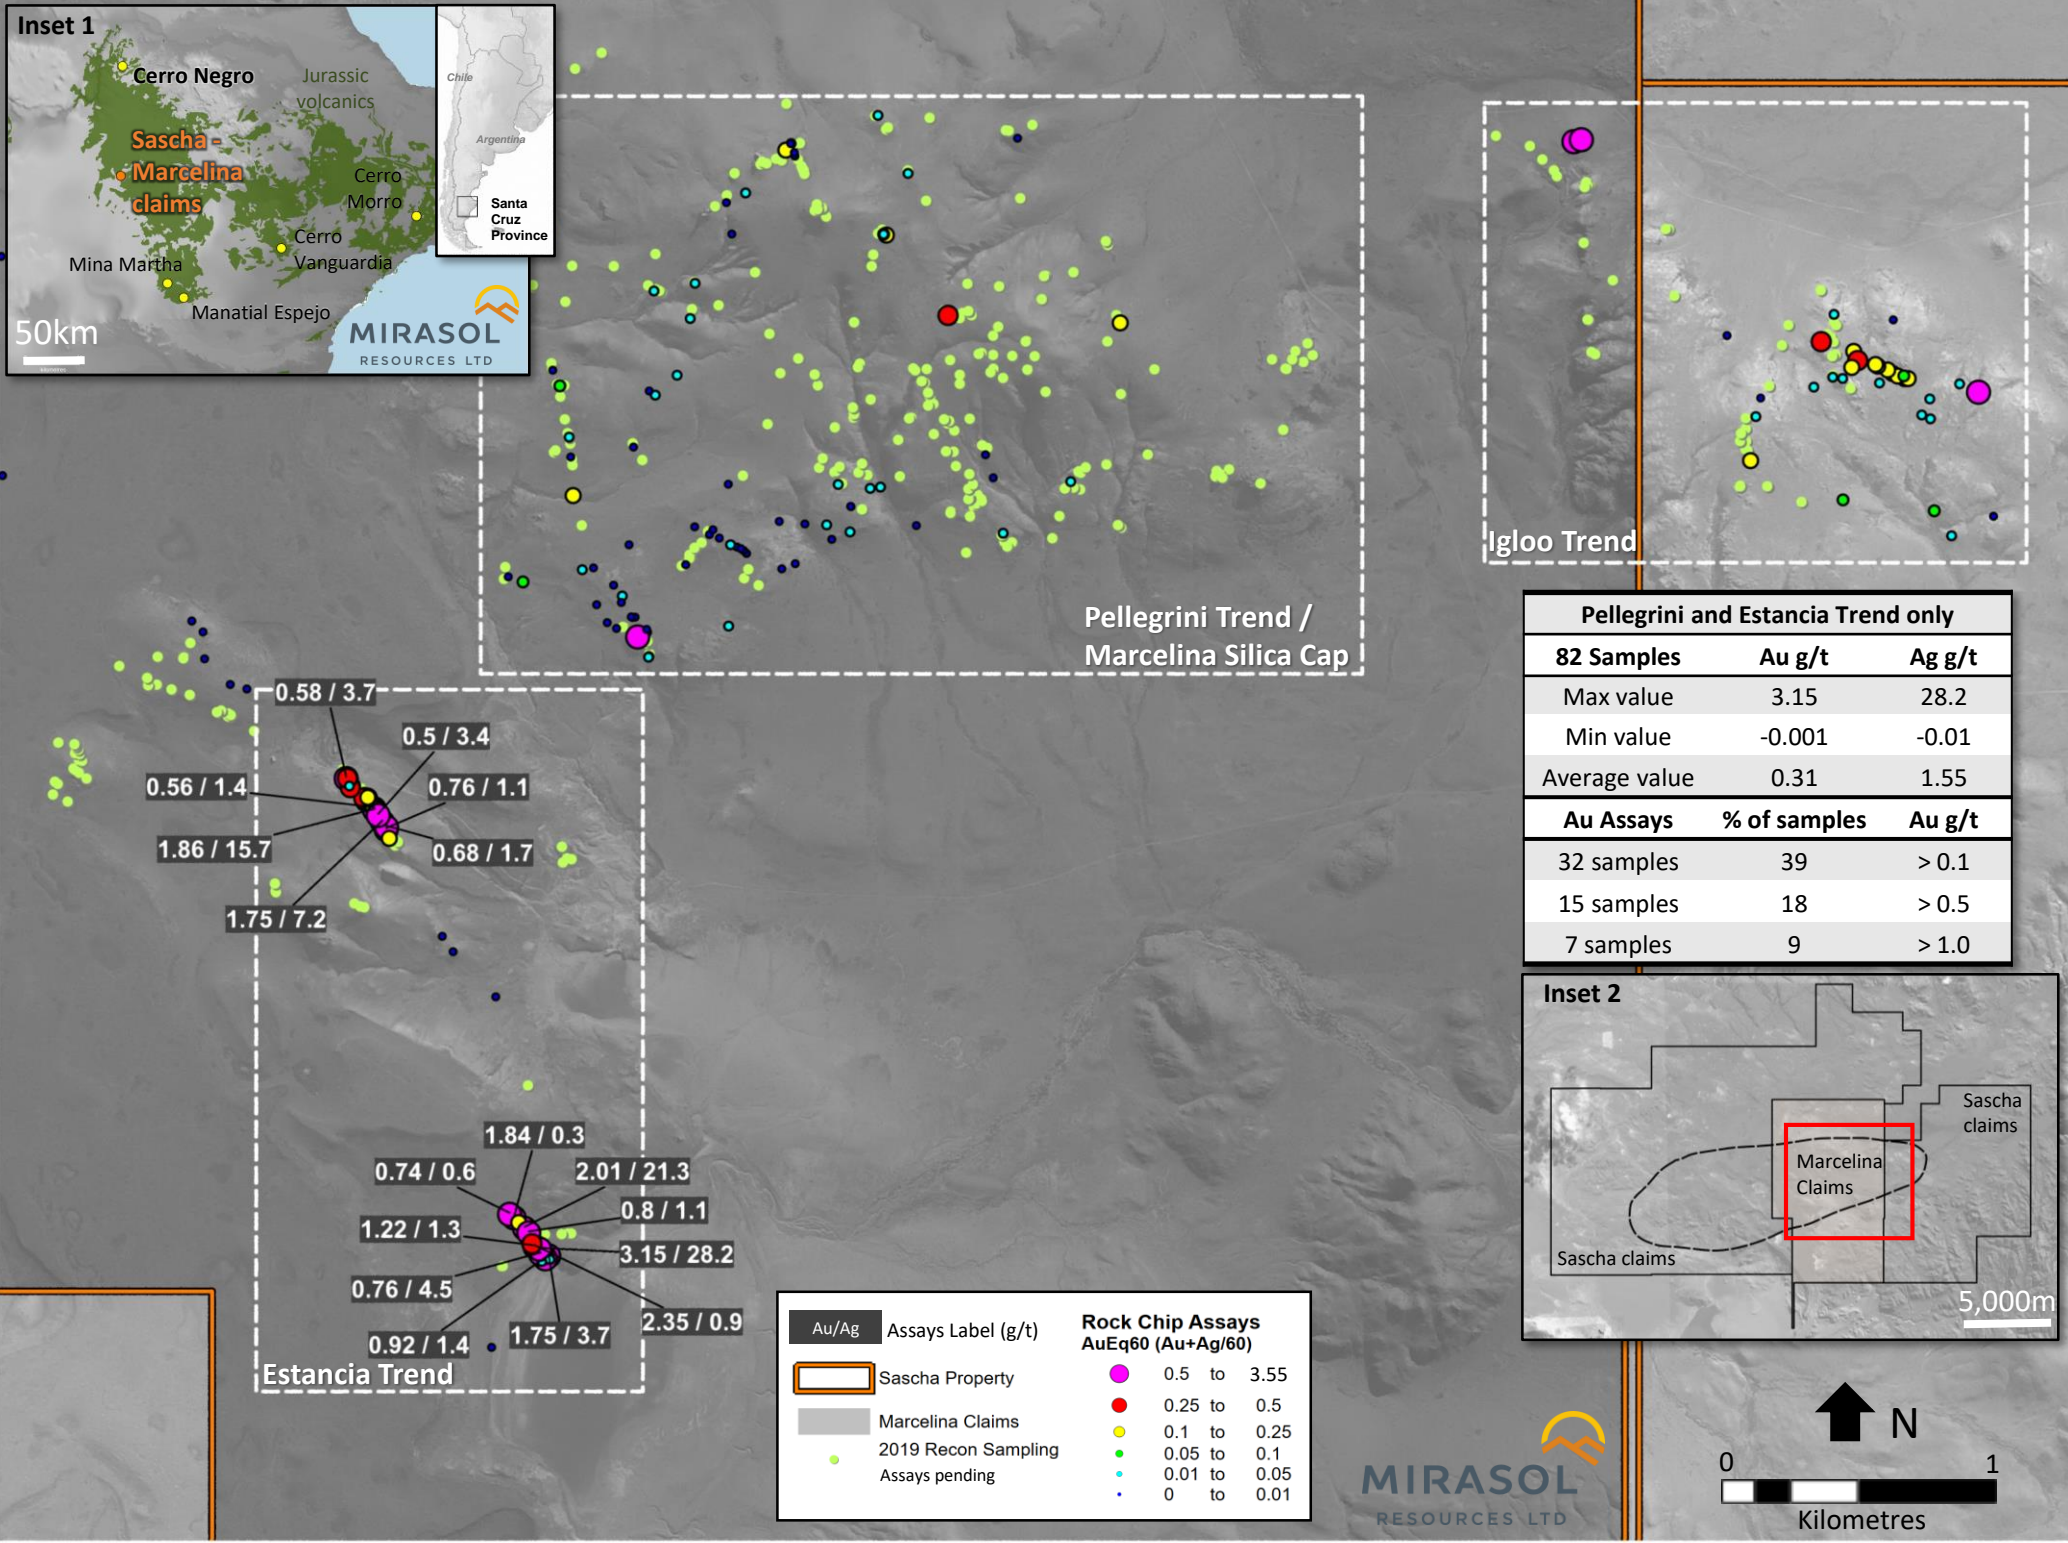 Inset 1
Cerro Negro
Jurassic
volcanics
Sascha -
Marcelina
claims
Cerro
Morro
Cerro
Vanguardia
Mina Martha
Manatial Espejo
50km
MIRASOL
RESOURCES LTD
Chile
Argentina
Santa
Cruz
Province
Pellegrini Trend /
Marcelina Silica Cap
Igloo Trend
Pellegrini and Estancia Trend only
82 Samples Au g/t Ag g/t
Max value 3.15 28.2
Min value -0.001 -0.01
Average value 0.31 1.55
Au Assays % of samples Au g/t
32 samples 39 > 0.1
15 samples 18 > 0.5
7 samples 9 > 1.0
0.58 / 3.7
0.5 / 3.4
0.56 / 1.4
0.76 / 1.1
1.86 / 15.7
0.68 / 1.7
1.75 / 7.2
1.84 / 0.3
0.74 / 0.6
2.01 / 21.3
0.8 / 1.1
1.22 / 1.3
3.15 / 28.2
0.76 / 4.5
2.35 / 0.9
0.92 / 1.4
1.75 / 3.7
Estancia Trend
Inset 2
Sascha
claims
Marcelina
Claims
Sascha claims
5,000m
Au/Ag Assays Label (g/t)
Sascha Property
Marcelina Claims
2019 Recon Sampling
Assays pending
Rock Chip Assays
AuEq60 (Au+Ag/60)
0.5 to 3.55
0.25 to 0.5
0.1 to 0.25
0.05 to 0.1
0.01 to 0.05
0 to 0.01
MIRASOL
RESOURCES LTD
N
0 1
Kilometres